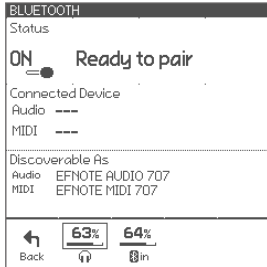 BLUETOOTH
Status
ON Ready to pair
Connected Device
Audio ---
MIDI ---
Discoverable As
Audio EFNOTE AUDIO 707
MIDI EFNOTE MIDI 707
63% 64%
Back in